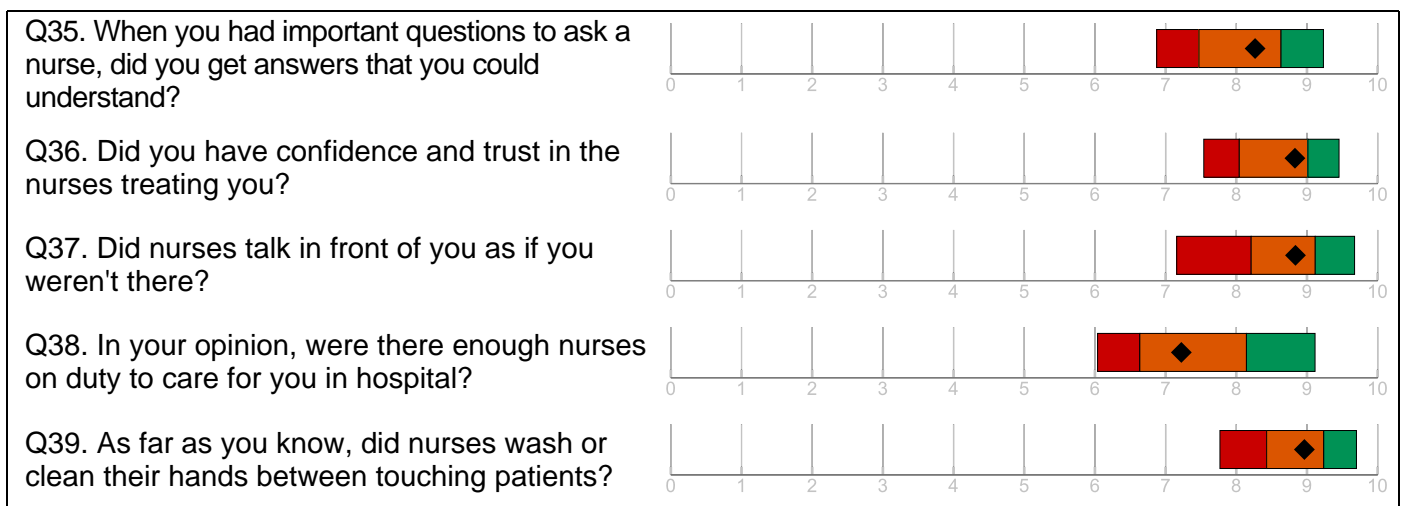 Q35. When you had important questions to ask a
nurse, did you get answers that you could
understand?
0 1 2 3 4 5 6 7 8 9 10
Q36. Did you have confidence and trust in the
nurses treating you?
0 1 2 3 4 5 6 7 8 9 10
Q37. Did nurses talk in front of you as if you
weren't there?
0 1 2 3 4 5 6 7 8 9 10
Q38. In your opinion, were there enough nurses
on duty to care for you in hospital?
0 1 2 3 4 5 6 7 8 9 10
Q39. As far as you know, did nurses wash or
clean their hands between touching patients?
0 1 2 3 4 5 6 7 8 9 10